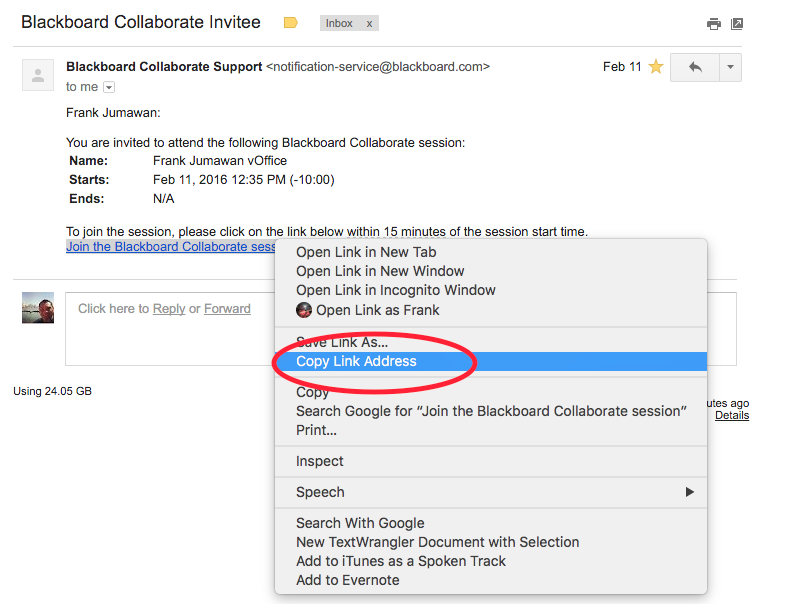 Blackboard Collaborate Invitee
Inbox x
Blackboard Collaborate Support <notification-service@blackboard.com>
Feb 11
to me
Frank Jumawan:
You are invited to attend the following Blackboard Collaborate session:
Name: Frank Jumawan vOffice
Starts: Feb 11, 2016 12:35 PM (-10:00)
Ends: N/A
To join the session, please click on the link below within 15 minutes of the session start time.
Join the Blackboard Collaborate sess
Click here to Reply or Forward
Using 24.05 GB
utes ago
Details
Open Link in New Tab
Open Link in New Window
Open Link in Incognito Window
Open Link as Frank
Save Link As...
Copy Link Address
Copy
Search Google for “Join the Blackboard Collaborate session”
Print...
Inspect
Speech
Search With Google
New TextWrangler Document with Selection
Add to iTunes as a Spoken Track
Add to Evernote